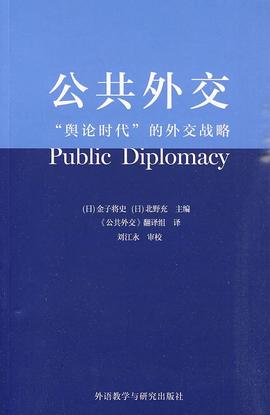 公共外交
“舆论时代”的外交战略
Public Diplomacy
(日)金子将史 (日)北野充 主编
《公共外交》翻译组 译
刘江永 审校
外语教学与研究出版社